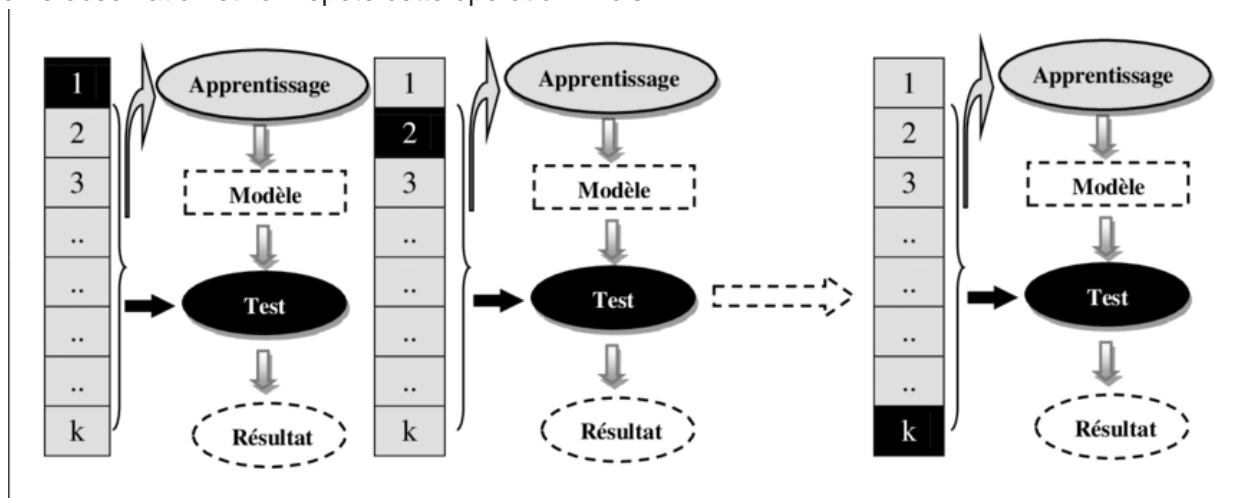 1
2
3
..
..
..
..
k
Apprentissage
Modèle
Test
Résultat
1
2
3
..
..
..
..
k
Apprentissage
Modèle
Test
Résultat
1
2
3
..
..
..
..
k
Apprentissage
Modèle
Test
Résultat